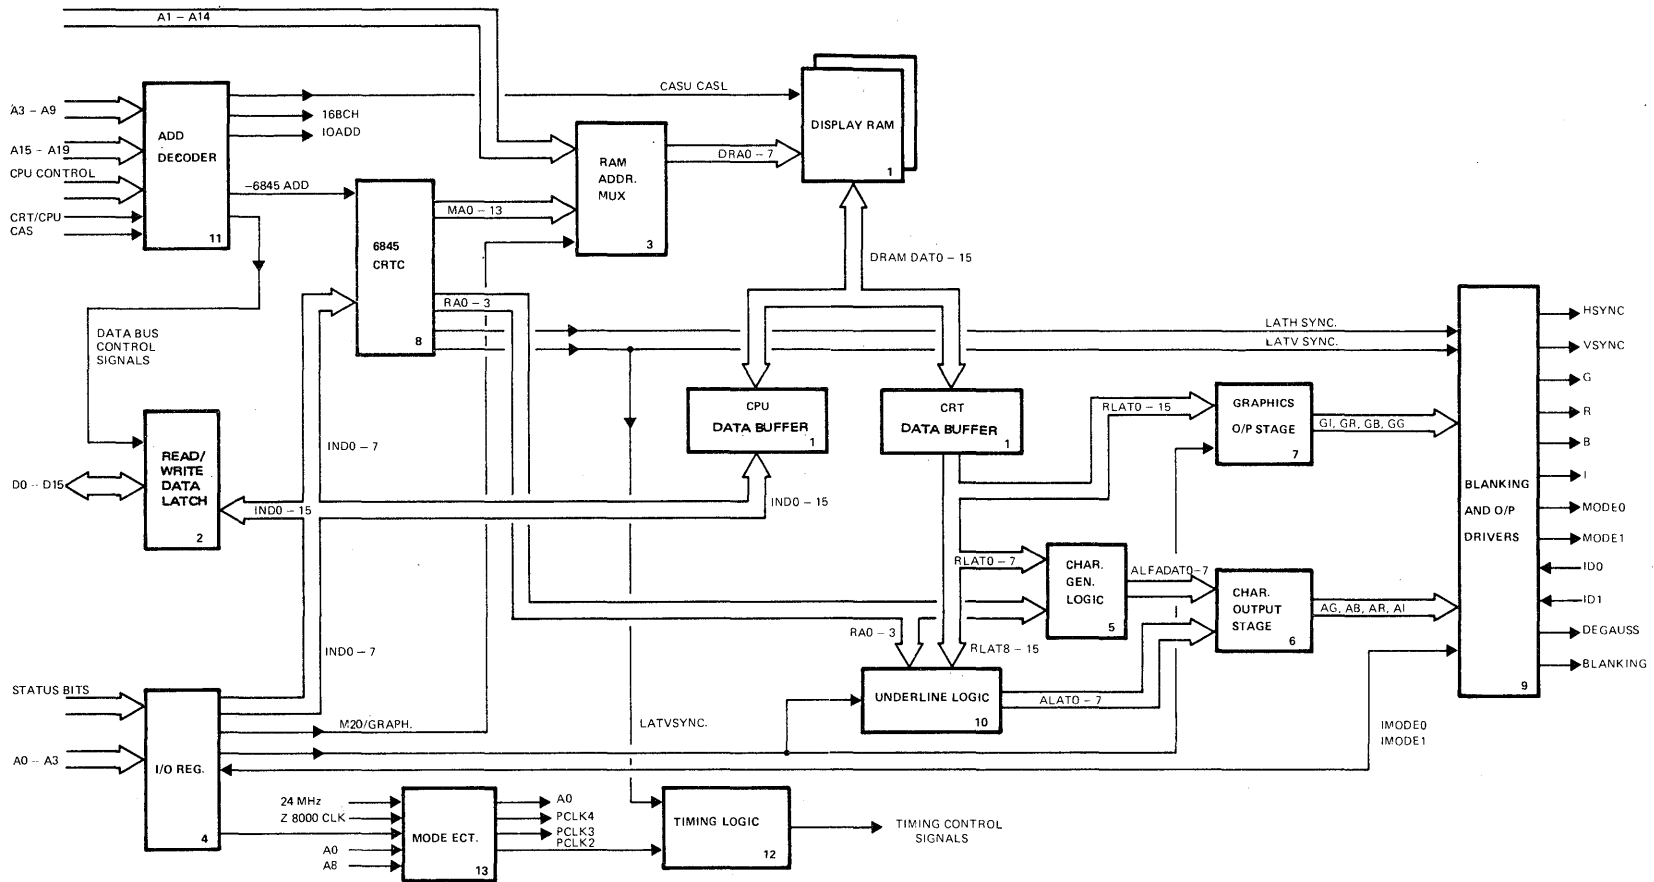 A1 - A14
A3 - A9
A15 - A19
CPU CONTROL
CRT/CPU
CAS
ADD
DECODER
11
16BCH
IOADD
-6845 ADD
CASU CASL
DISPLAY RAM
1
RAM
ADDR.
MUX
3
DRA0 - 7
6845
CRTC
8
MA0 - 13
RA0 - 3
DRAM DAT0 - 15
DATA BUS
CONTROL
SIGNALS
LATH SYNC.
LATV SYNC.
CPU
DATA BUFFER
1
CRT
DATA BUFFER
1
RLAT0 - 15
GRAPHICS
O/P STAGE
7
GI, GR, GB, GG
BLANKING
AND O/P
DRIVERS
9
HSYNC
VSYNC
G
R
B
I
MODE0
MODE1
ID0
ID1
DEGAUSS
BLANKING
IND0 - 7
D0 - D15
READ/
WRITE
DATA
LATCH
2
IND0 - 15
IND0 - 15
RLAT0 - 7
CHAR.
GEN.
LOGIC
5
ALFADAT0-7
CHAR.
OUTPUT
STAGE
6
AG, AB, AR, AI
RA0 - 3
RLAT8 - 15
IND0 - 7
UNDERLINE LOGIC
10
ALAT0 - 7
STATUS BITS
A0 - A3
I/O REG.
4
M20/GRAPH.
LATVSYNC.
IMODE0
IMODE1
24 MHz
Z 8000 CLK
A0
A8
MODE ECT.
13
A0
PCLK4
PCLK3
PCLK2
TIMING LOGIC
12
TIMING CONTROL
SIGNALS